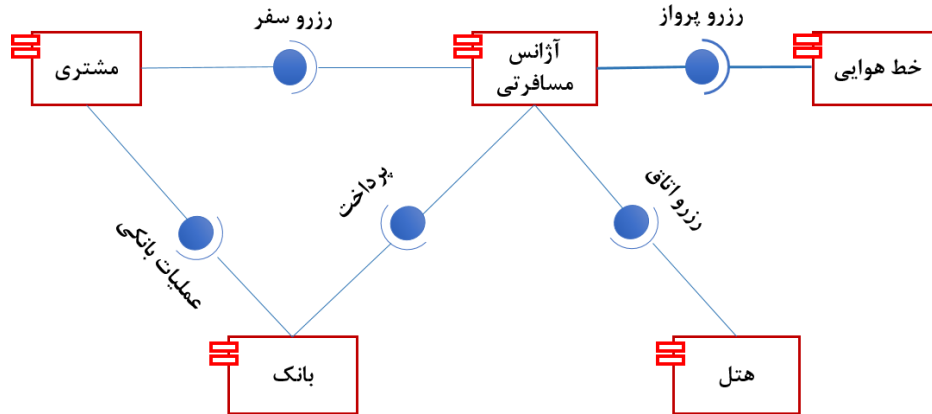 رزرو پرواز
رزرو سفر
خط هوایی
آژانس
مسافرتی
مشتری
رزرو اتاق
پرداخت
عملیات بانکی
هتل
بانک